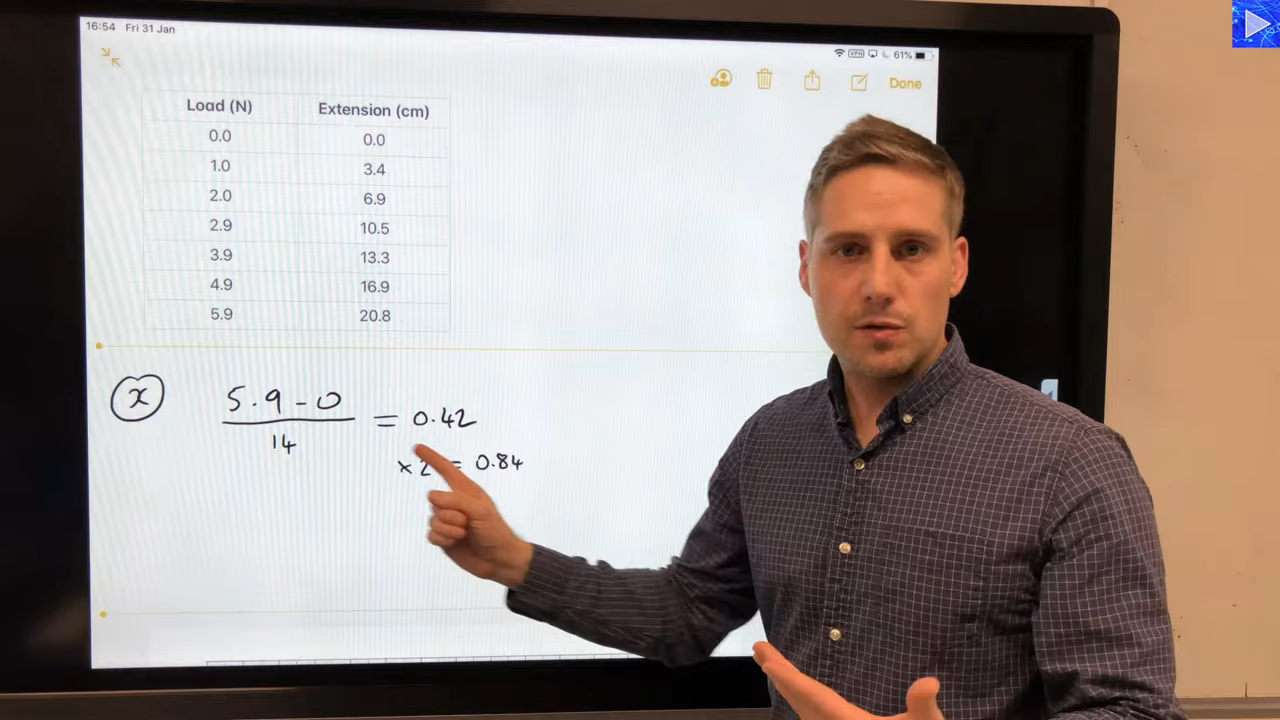 16:54 Fri 31 Jan
VPN 61%
Done
Load (N) Extension (cm)
0.0 0.0
1.0 3.4
2.0 6.9
2.9 10.5
3.9 13.3
4.9 16.9
5.9 20.8
x 5.9 - 0
= 0.42
14
× 2 = 0.84